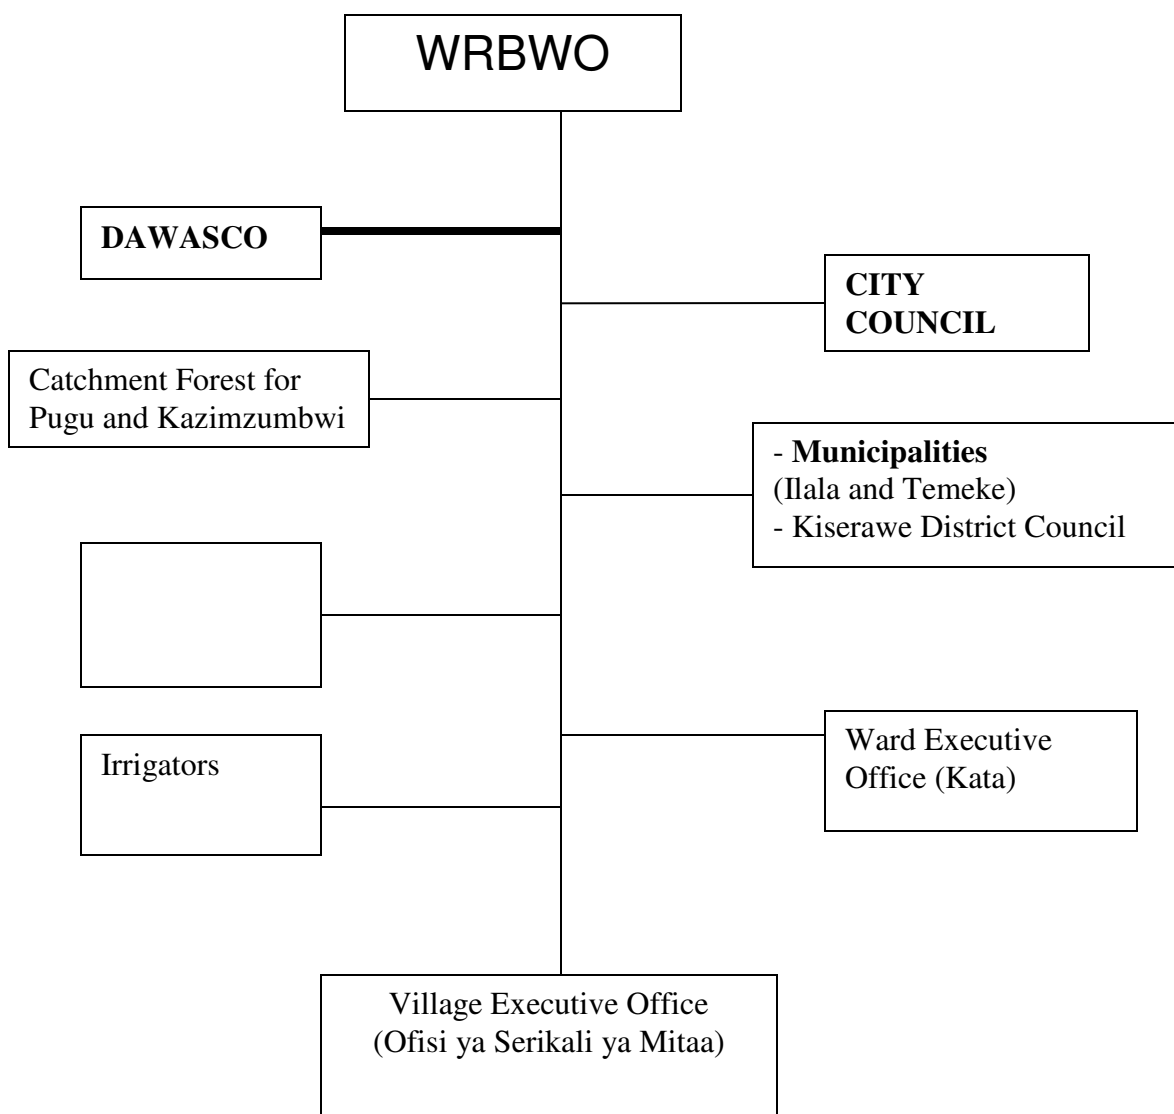 WRBWO
DAWASCO
CITY
COUNCIL
Catchment Forest for
Pugu and Kazimzumbwi
- Municipalities
(Ilala and Temeke)
- Kiserawe District Council
Irrigators
Ward Executive
Office (Kata)
Village Executive Office
(Ofisi ya Serikali ya Mitaa)